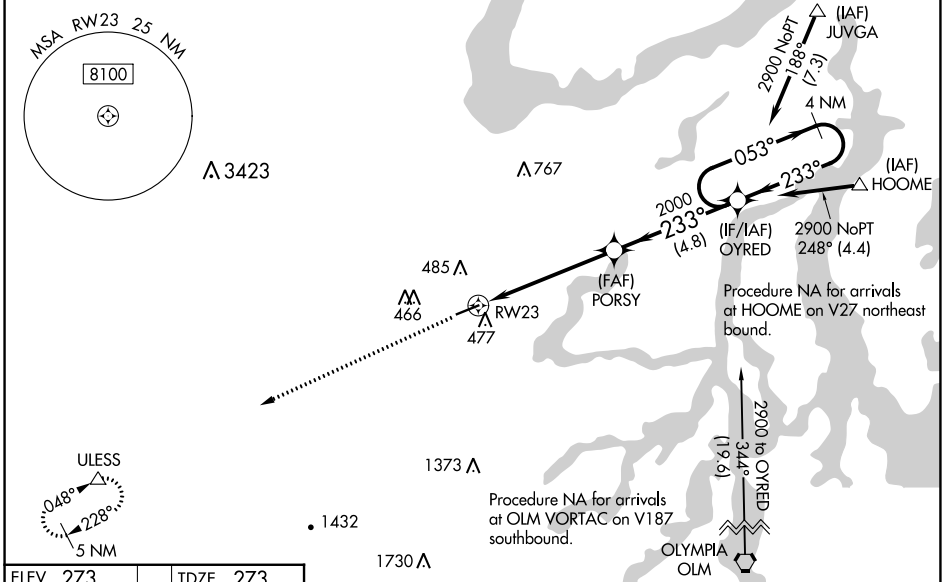 MSA RW23 25 NM
8100
3423
767
(IAF)
JUVGA
2900 NoPT
188°
(7.3)
4 NM
053°
233°
(IAF)
HOOME
2900 NoPT
248° (4.4)
(IF/IAF)
OYRED
2000
233°
(4.8)
(FAF)
PORSY
485
466
RW23
477
Procedure NA for arrivals
at HOOME on V27 northeast
bound.
2900 to OYRED
344°
(19.6)
ULESS
048°
228°
5 NM
1373
1432
1730
Procedure NA for arrivals
at OLM VORTAC on V187
southbound.
OLYMPIA
OLM
ELEV 273
TDZE 273